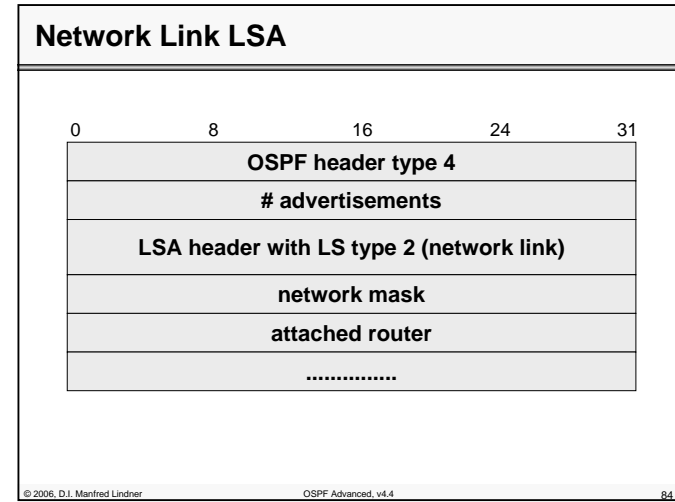 Network Link LSA
0 8 16 24 31
OSPF header type 4
# advertisements
LSA header with LS type 2 (network link)
network mask
attached router
...............
© 2006, D.I. Manfred Lindner OSPF Advanced, v4.4 84